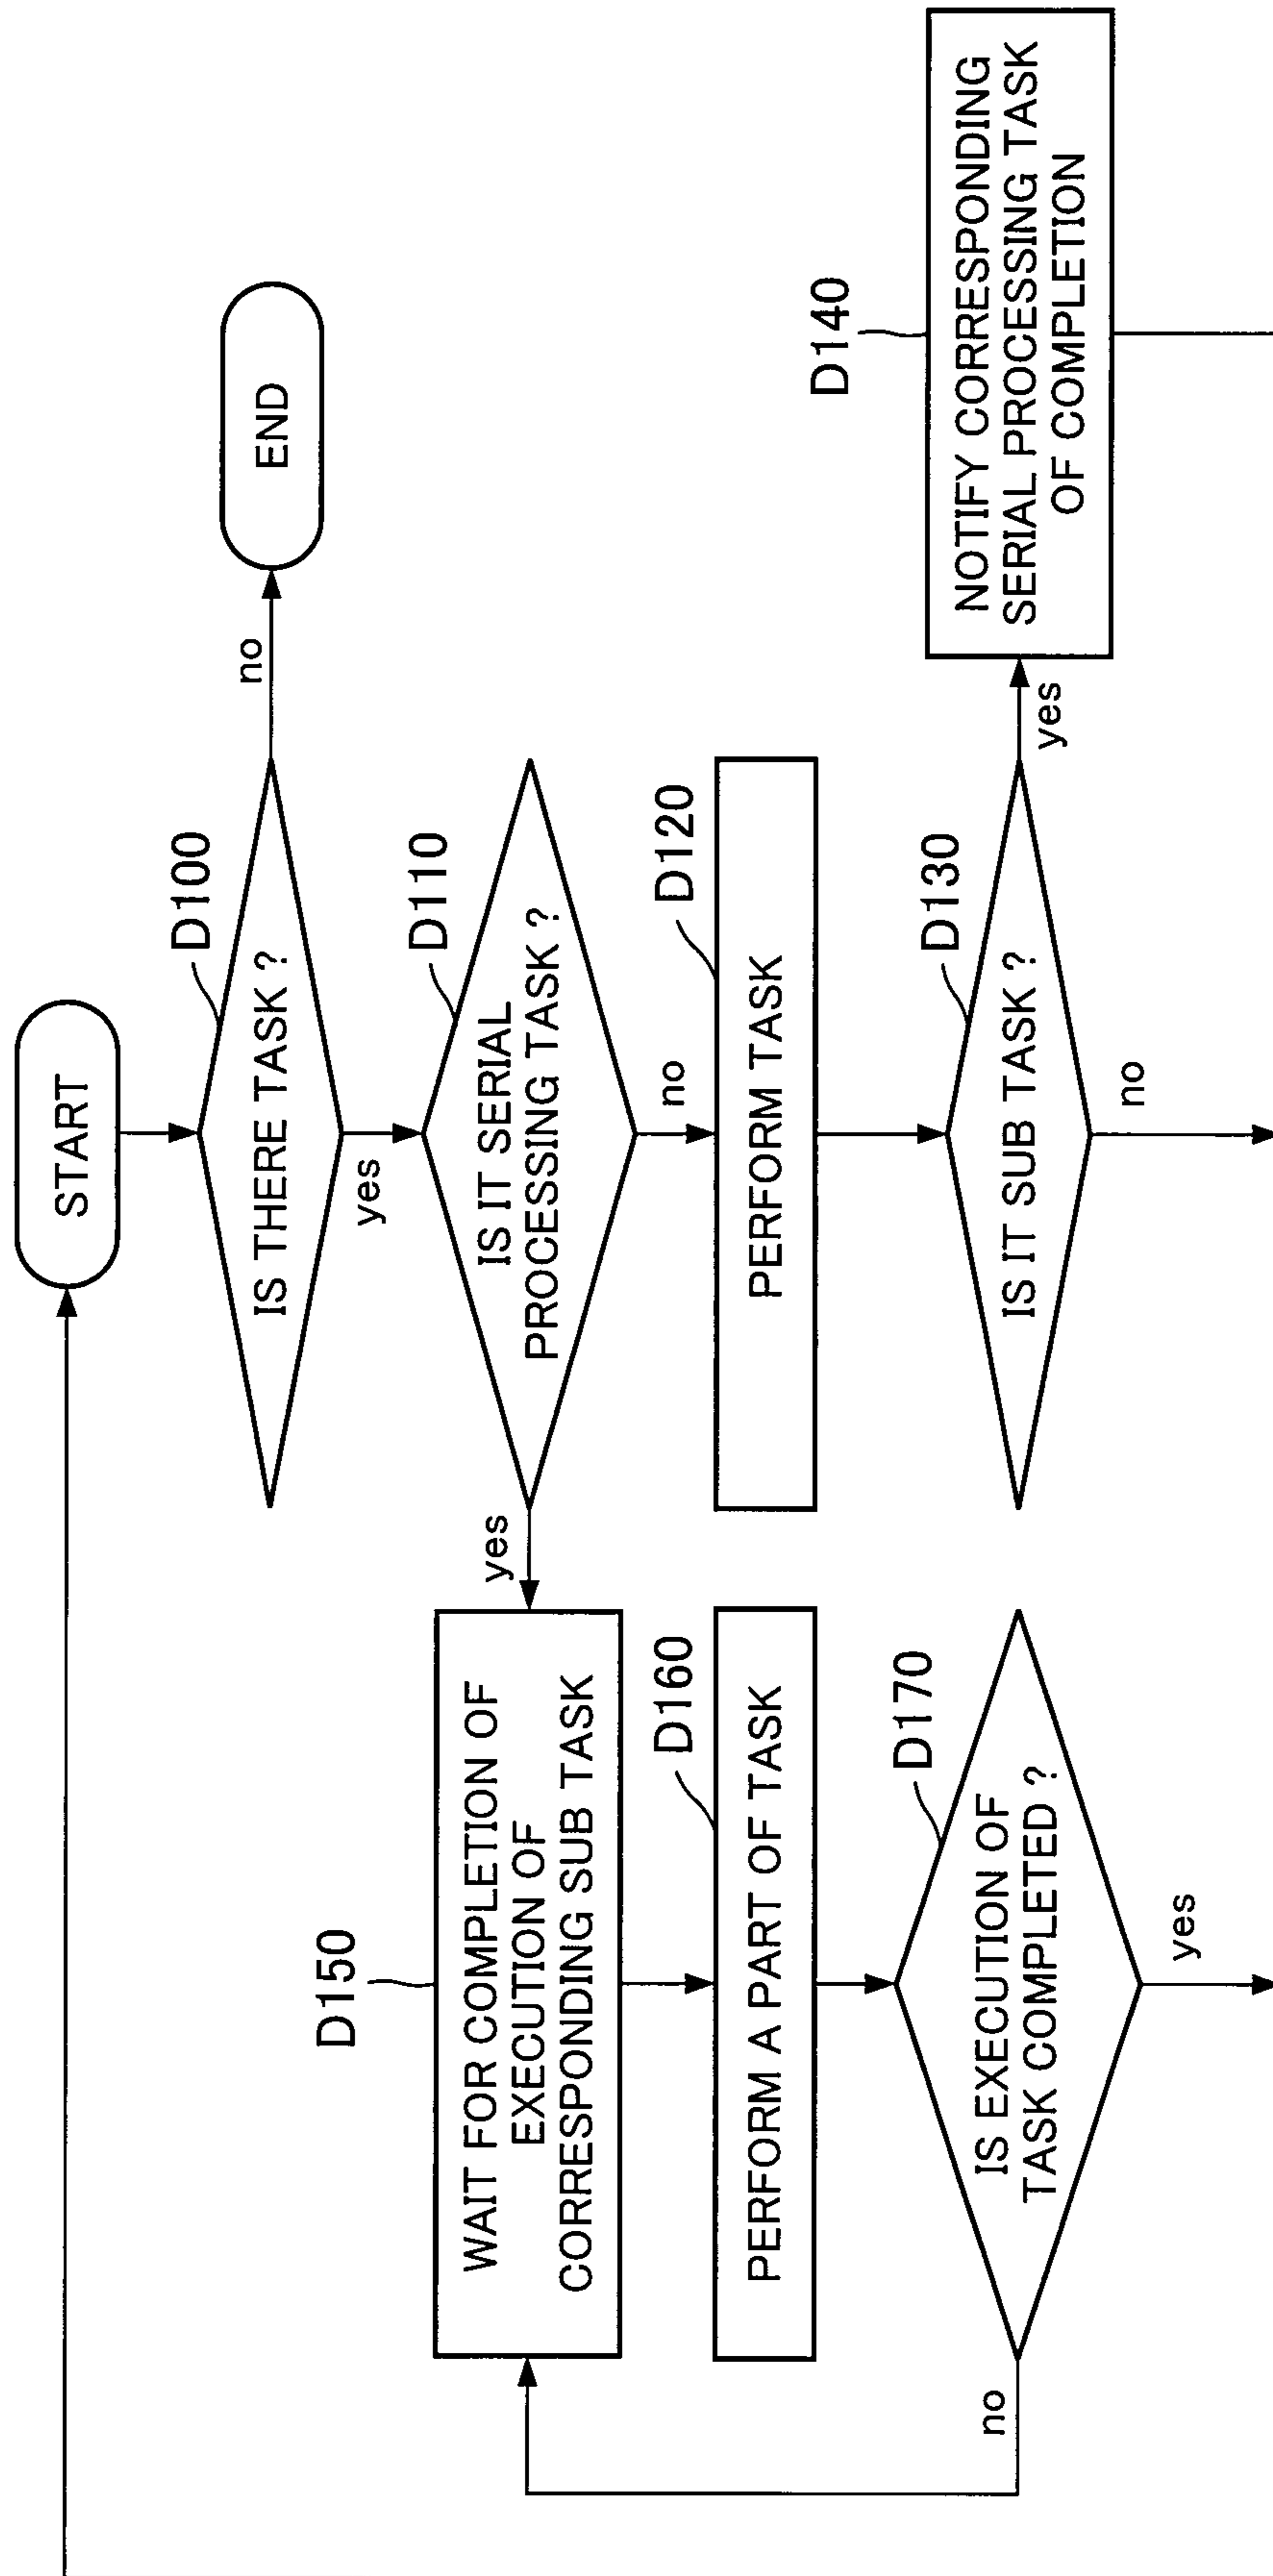 START
D100
IS THERE TASK ?
no
END
yes
D110
IS IT SERIAL
PROCESSING TASK ?
yes
no
D120
PERFORM TASK
D130
IS IT SUB TASK ?
yes
no
D140
NOTIFY CORRESPONDING
SERIAL PROCESSING TASK
OF COMPLETION
D150
WAIT FOR COMPLETION OF
EXECUTION OF
CORRESPONDING SUB TASK
D160
PERFORM A PART OF TASK
D170
IS EXECUTION OF
TASK COMPLETED ?
no
yes